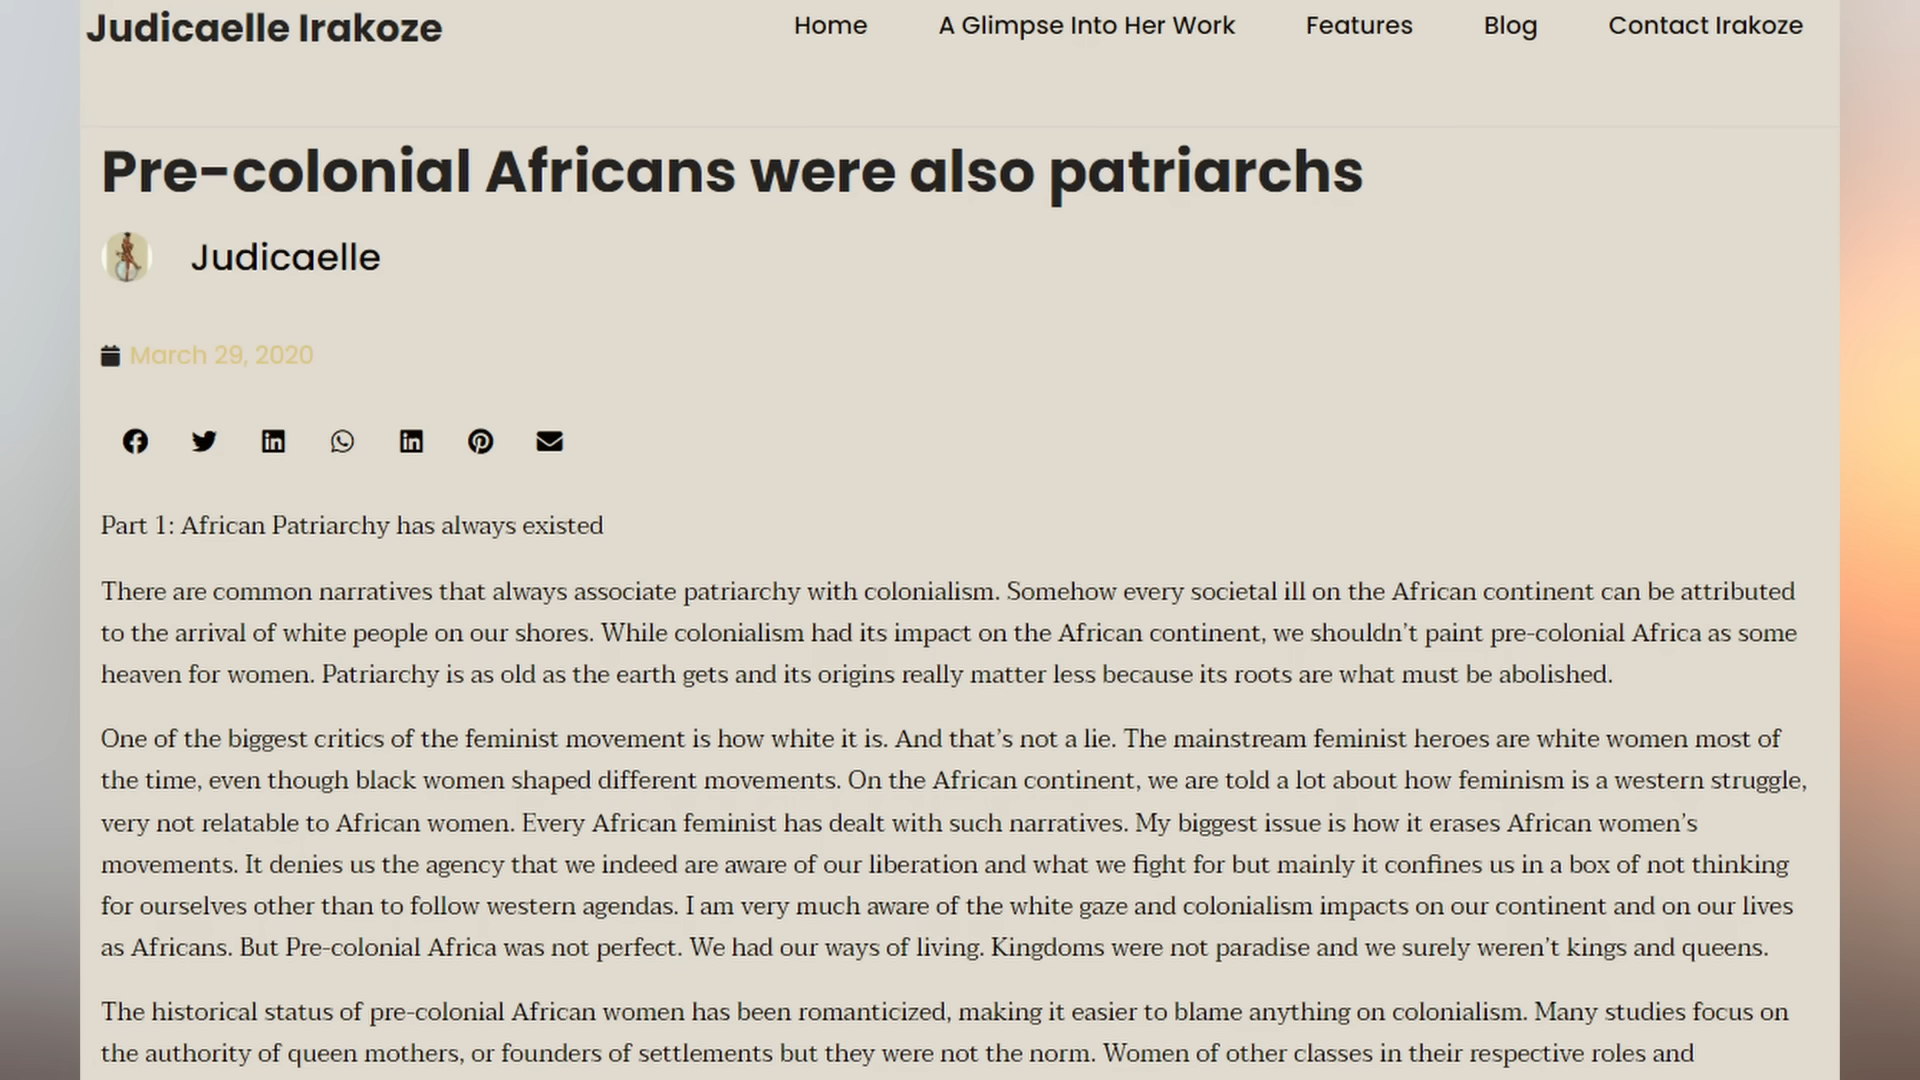 Judicaelle Irakoze
Home
A Glimpse Into Her Work
Features
Blog
Contact Irakoze
Pre-colonial Africans were also patriarchs
Judicaelle
March 29, 2020
Part 1: African Patriarchy has always existed
There are common narratives that always associate patriarchy with colonialism. Somehow every societal ill on the African continent can be attributed
to the arrival of white people on our shores. While colonialism had its impact on the African continent, we shouldn't paint pre-colonial Africa as some
heaven for women. Patriarchy is as old as the earth gets and its origins really matter less because its roots are what must be abolished.
One of the biggest critics of the feminist movement is how white it is. And that's not a lie. The mainstream feminist heroes are white women most of
the time, even though black women shaped different movements. On the African continent, we are told a lot about how feminism is a western struggle,
very not relatable to African women. Every African feminist has dealt with such narratives. My biggest issue is how it erases African women's
movements. It denies us the agency that we indeed are aware of our liberation and what we fight for but mainly it confines us in a box of not thinking
for ourselves other than to follow western agendas. I am very much aware of the white gaze and colonialism impacts on our continent and on our lives
as Africans. But Pre-colonial Africa was not perfect. We had our ways of living. Kingdoms were not paradise and we surely weren't kings and queens.
The historical status of pre-colonial African women has been romanticized, making it easier to blame anything on colonialism. Many studies focus on
the authority of queen mothers, or founders of settlements but they were not the norm. Women of other classes in their respective roles and